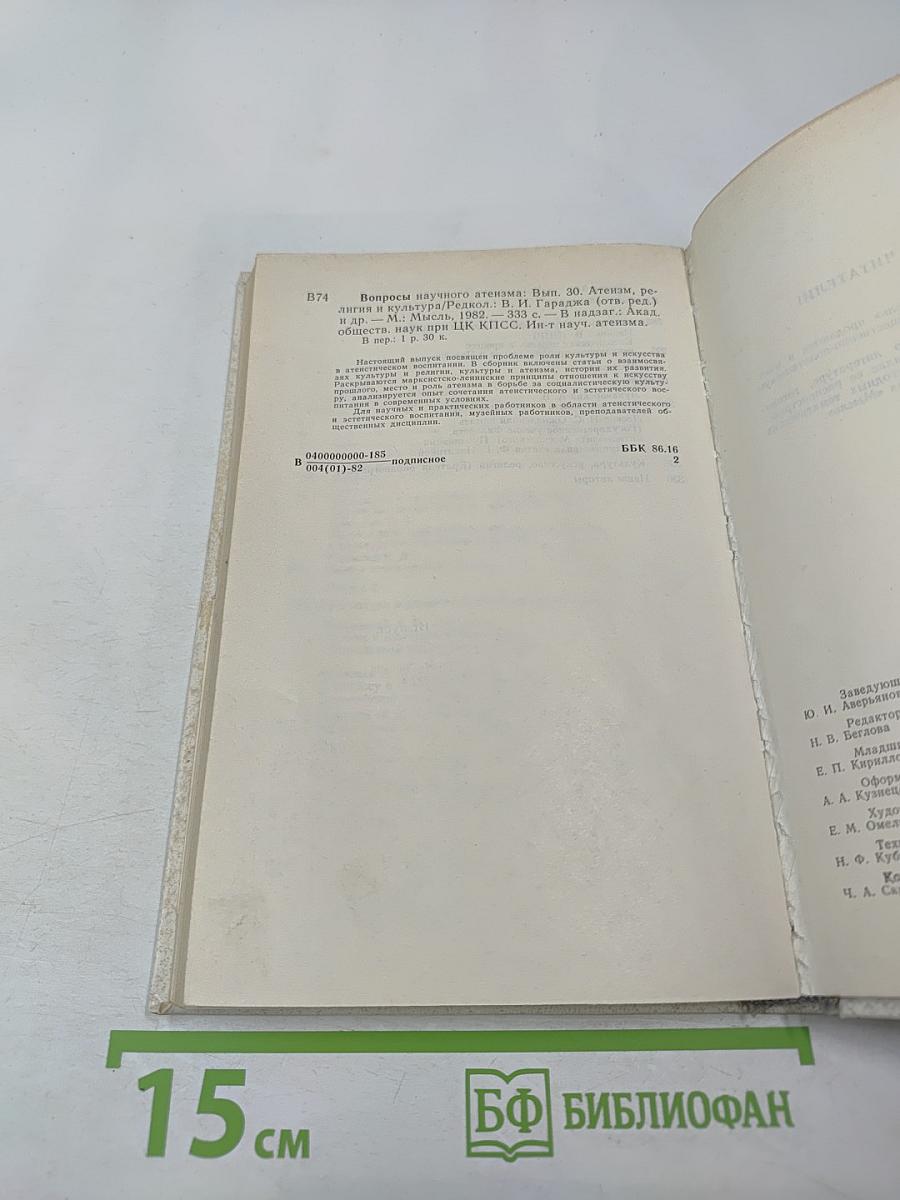 В74 Вопросы научного атеизма: Вып. 30. Атеизм, ре-
лигия и культура/Редкол.: В. И. Гараджа (отв. ред.)
и др. — М.: Мысль, 1982. — 333 с. — В надзаг.: Акад.
обществ. наук при ЦК КПСС. Ин-т науч. атеизма.
В пер.: 1 р. 30 к.
Настоящий выпуск посвящен проблеме роли культуры и искусства
в атеистическом воспитании. В сборник включены статьи о взаимосвя-
зях культуры и религии, культуры и атеизма, истории их развития.
Раскрываются марксистско-ленинские принципы отношения к искусству
прошлого, место и роль атеизма в борьбе за социалистическую культу-
ру, анализируется опыт сочетания атеистического и эстетического вос-
питания в современных условиях.
Для научных и практических работников в области атеистического
и эстетического воспитания, музейных работников, преподавателей об-
щественных дисциплин.
В 0400000000-185
004(01)-82 подписное
ББК 86.16
2
Заведующ
Ю. И. Аверьянов
Редактор
Н. В. Беглова
Младши
Е. П. Кирилло
Оформ
А. А. Кузнец
Худо
Е. М. Омел
Тех
Н. Ф. Куб
Ко
Ч. А. Са
15 см
БФ БИБЛИОФАН